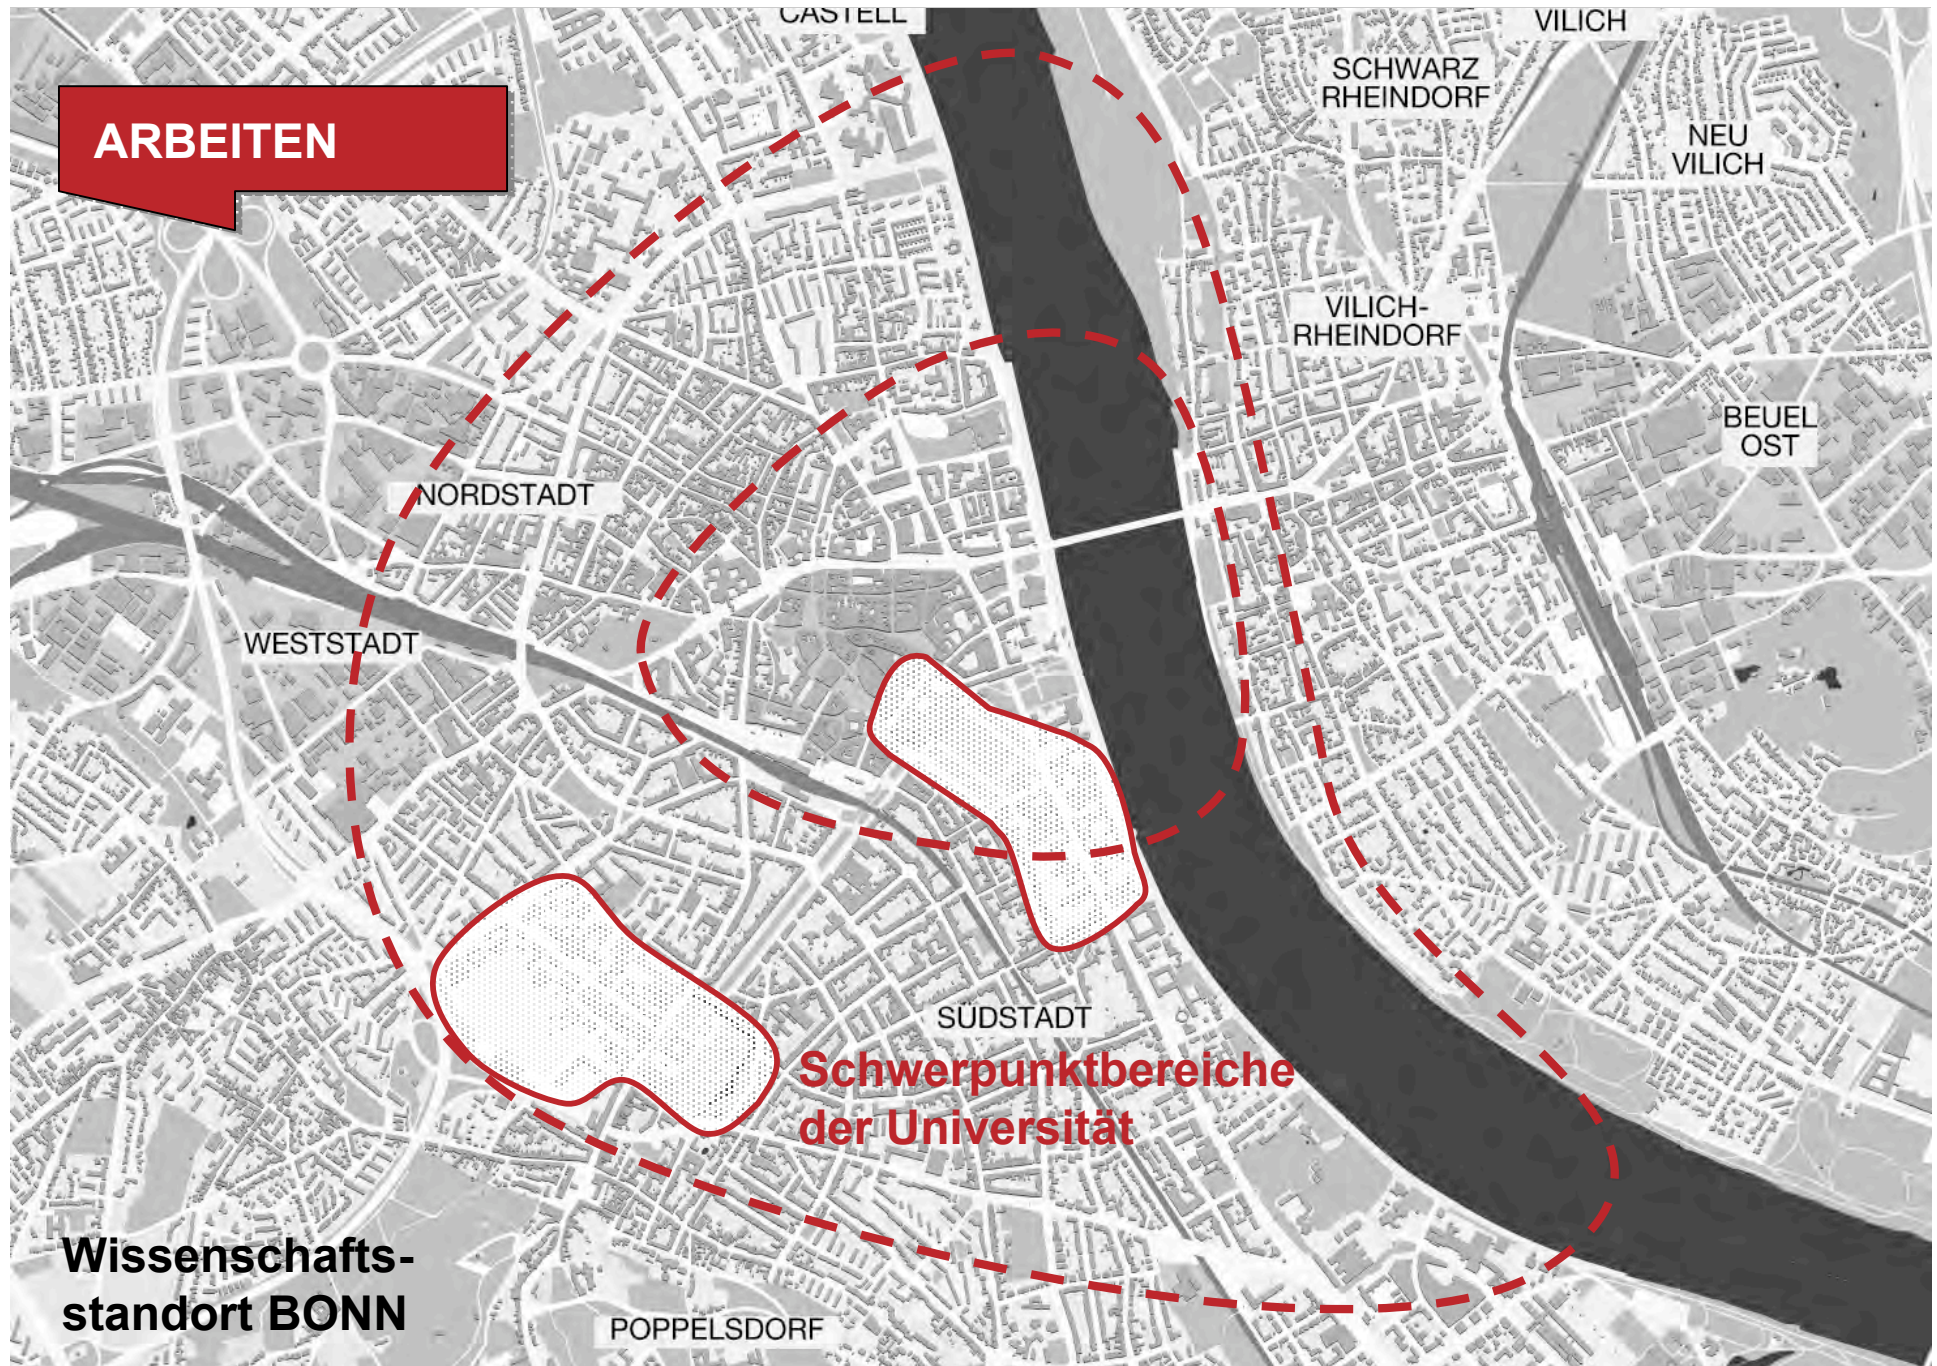 CASTELL
VILICH
SCHWARZ
RHEINDORF
ARBEITEN
NEU
VILICH
VILICH-
RHEINDORF
BEUEL
OST
NORDSTADT
WESTSTADT
SÜDSTADT
Schwerpunktbereiche
der Universität
Wissenschafts-
standort BONN
POPPELSDORF